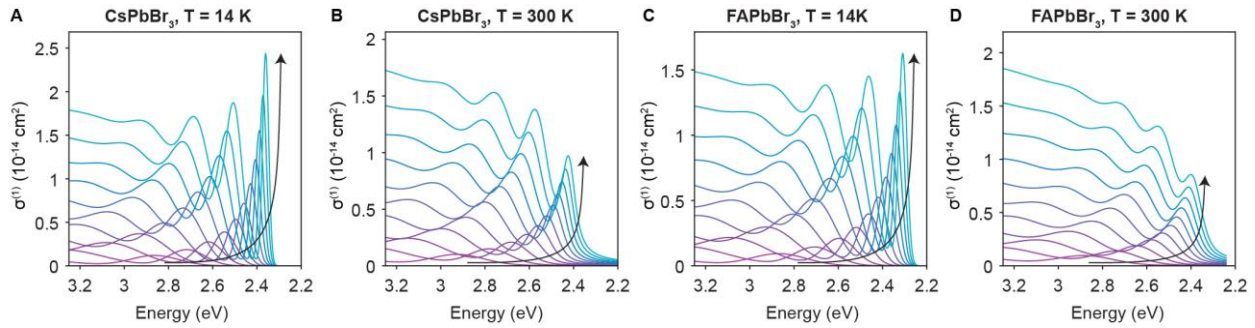 A
CsPbBr₃, T = 14 K
σ⁽¹⁾ (10⁻¹⁴ cm²)
2.5
2
1.5
1
0.5
0
3.2 3 2.8 2.6 2.4 2.2
Energy (eV)
B
CsPbBr₃, T = 300 K
σ⁽¹⁾ (10⁻¹⁴ cm²)
2
1.5
1
0.5
0
3.2 3 2.8 2.6 2.4 2.2
Energy (eV)
C
FAPbBr₃, T = 14K
σ⁽¹⁾ (10⁻¹⁴ cm²)
1.5
1
0.5
0
3.2 3 2.8 2.6 2.4 2.2
Energy (eV)
D
FAPbBr₃, T = 300 K
σ⁽¹⁾ (10⁻¹⁴ cm²)
2
1.5
1
0.5
0
3.2 3 2.8 2.6 2.4 2.2
Energy (eV)